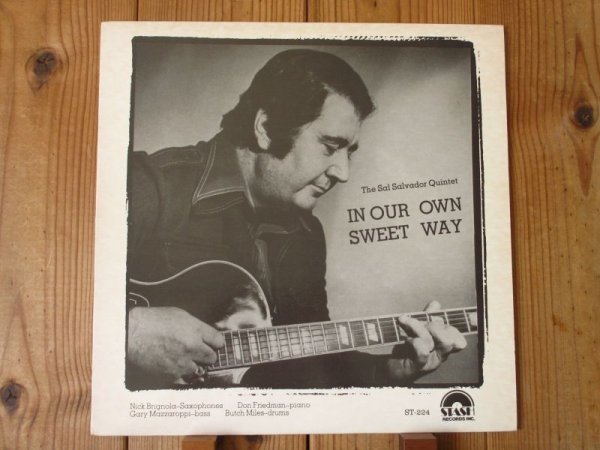 The Sal Salvador Quintet
IN OUR OWN
SWEET WAY
Nick Brignola–Saxophones Don Friedman–piano
Gary Mazzaroppi–bass Butch Miles–drums
ST-224
STASH
RECORDS INC.